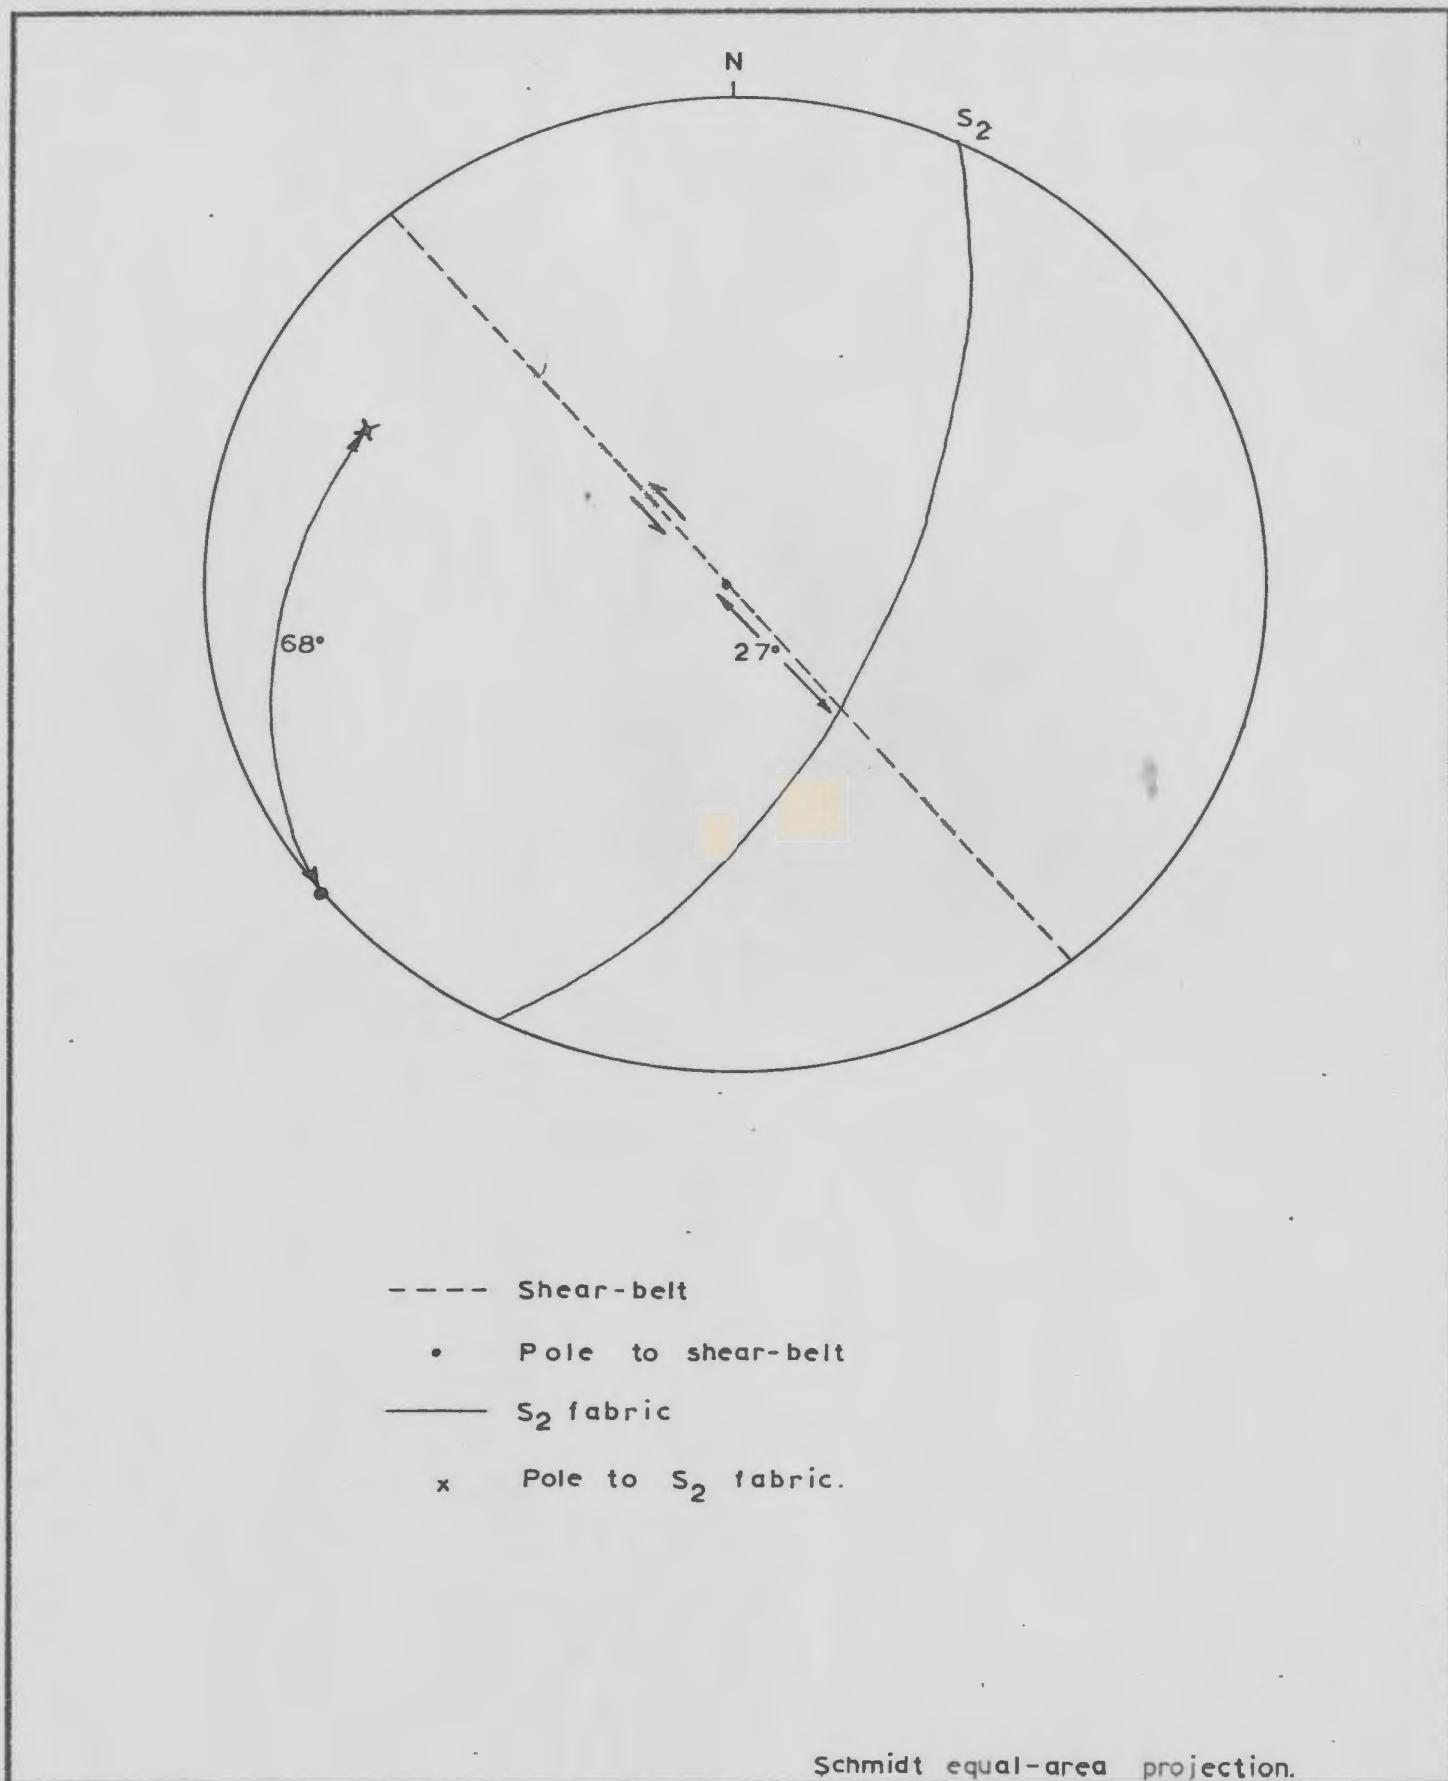 N
S2
68°
27°
Shear-belt
Pole to shear-belt
S2 fabric
Pole to S2 fabric.
Schmidt equal-area projection.